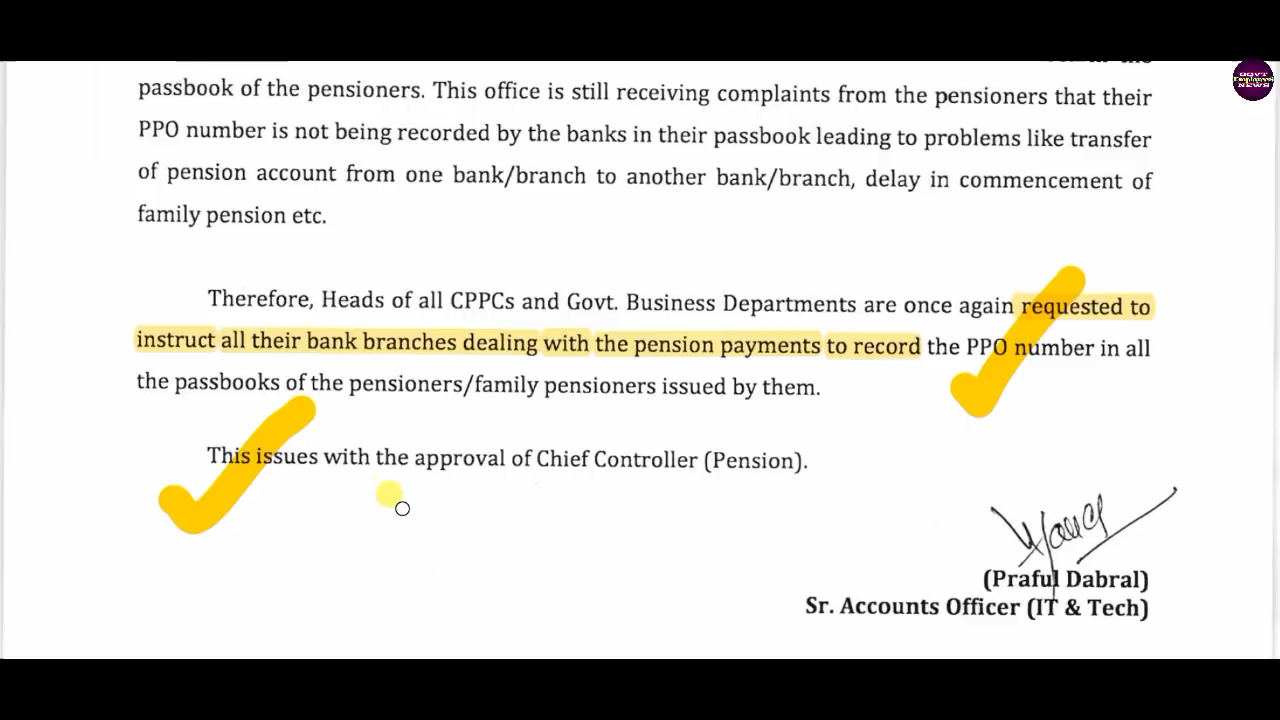 GOVT
EMPLOYEES
NEWS
passbook of the pensioners. This office is still receiving complaints from the pensioners that their
PPO number is not being recorded by the banks in their passbook leading to problems like transfer
of pension account from one bank/branch to another bank/branch, delay in commencement of
family pension etc.
Therefore, Heads of all CPPCs and Govt. Business Departments are once again requested to
instruct all their bank branches dealing with the pension payments to record the PPO number in all
the passbooks of the pensioners/family pensioners issued by them.
This issues with the approval of Chief Controller (Pension).
(Praful Dabral)
Sr. Accounts Officer (IT & Tech)